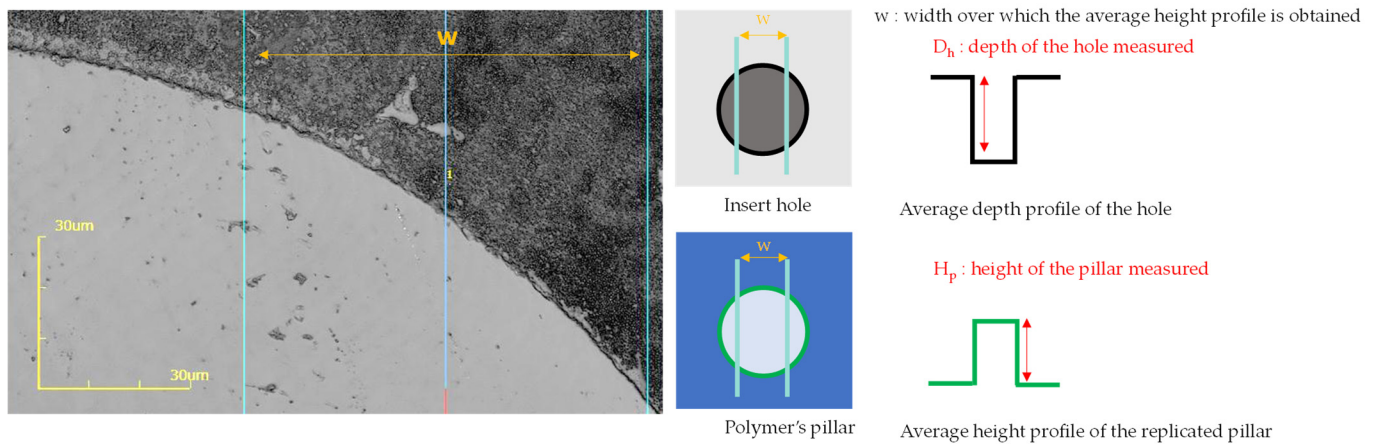 W
i
30um
30um
w
Insert hole
w
Polymer's pillar
w : width over which the average height profile is obtained
Dh : depth of the hole measured
Average depth profile of the hole
Hp : height of the pillar measured
Average height profile of the replicated pillar